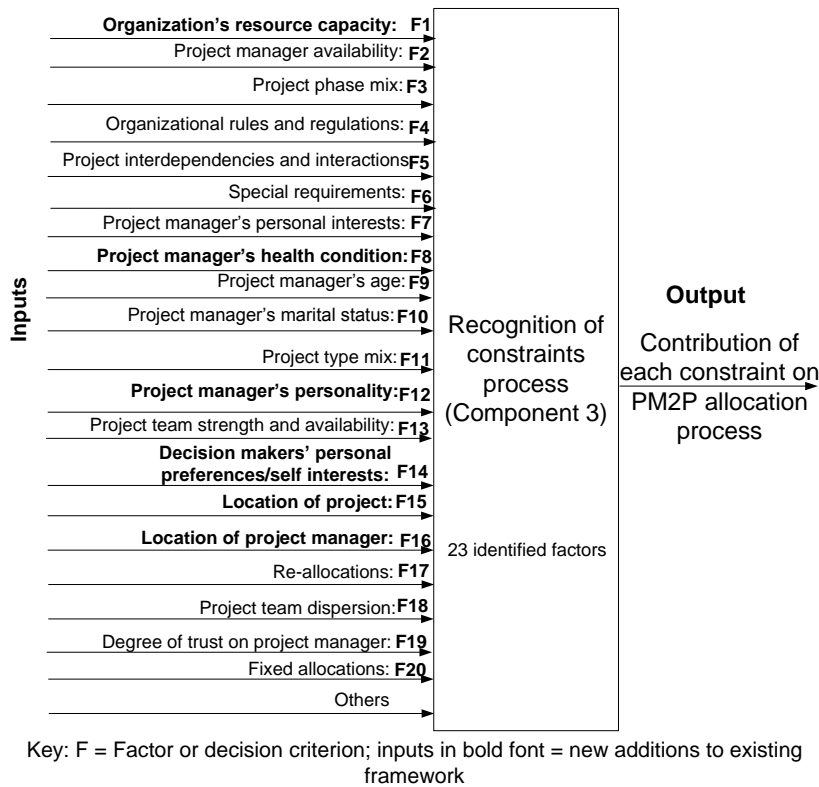 Organization's resource capacity: F1
Project manager availability: F2
Project phase mix: F3
Organizational rules and regulations: F4
Project interdependencies and interactions F5
Special requirements: F6
Project manager's personal interests: F7
Project manager's health condition: F8
Project manager's age: F9
Project manager's marital status: F10
Project type mix: F11
Project manager's personality: F12
Project team strength and availability: F13
Decision makers' personal
preferences/self interests: F14
Location of project: F15
Location of project manager: F16
Re-allocations: F17
Project team dispersion: F18
Degree of trust on project manager: F19
Fixed allocations: F20
Others
Inputs
Recognition of
constraints
process
(Component 3)
23 identified factors
Output
Contribution of
each constraint on
PM2P allocation
process
Key: F = Factor or decision criterion; inputs in bold font = new additions to existing
framework